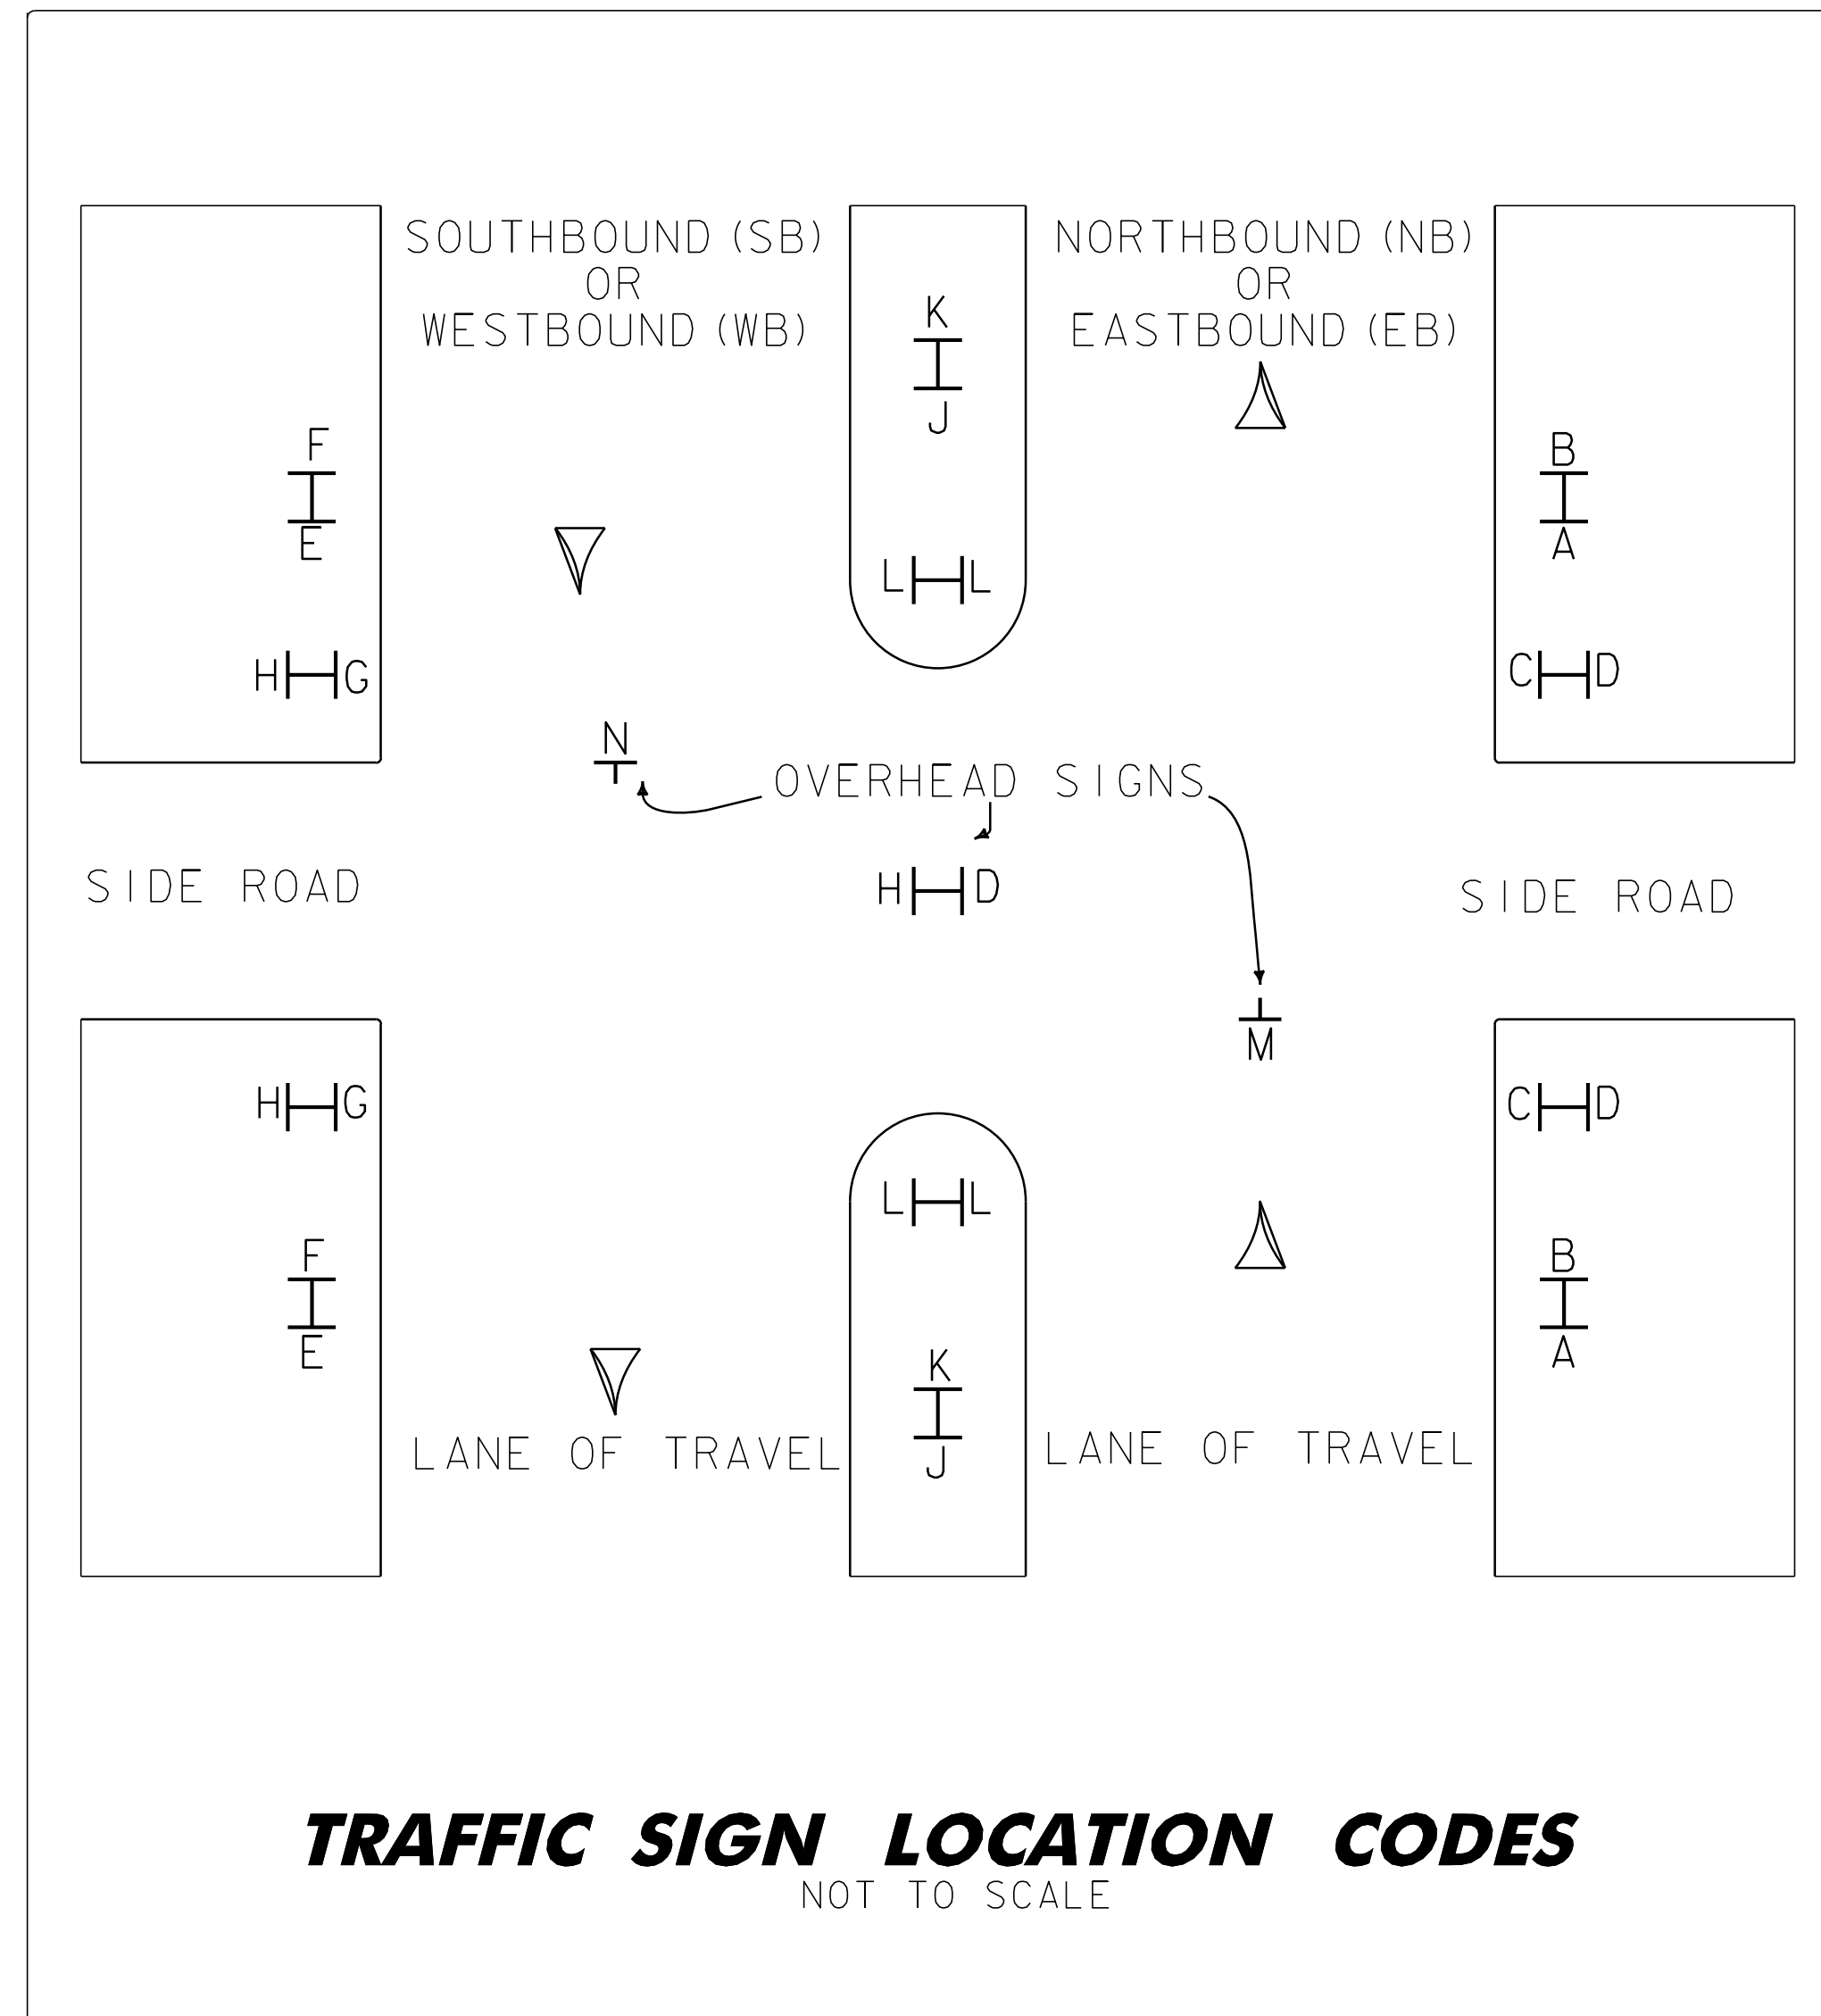 SOUTHBOUND (SB)
OR
WESTBOUND (WB)
NORTHBOUND (NB)
OR
EASTBOUND (EB)
K
J
F
E
B
A
L L
H G
C D
N
OVERHEAD SIGNS
SIDE ROAD
H D
SIDE ROAD
M
H G
C D
L L
F
E
B
A
K
J
LANE OF TRAVEL
LANE OF TRAVEL
TRAFFIC SIGN LOCATION CODES
NOT TO SCALE